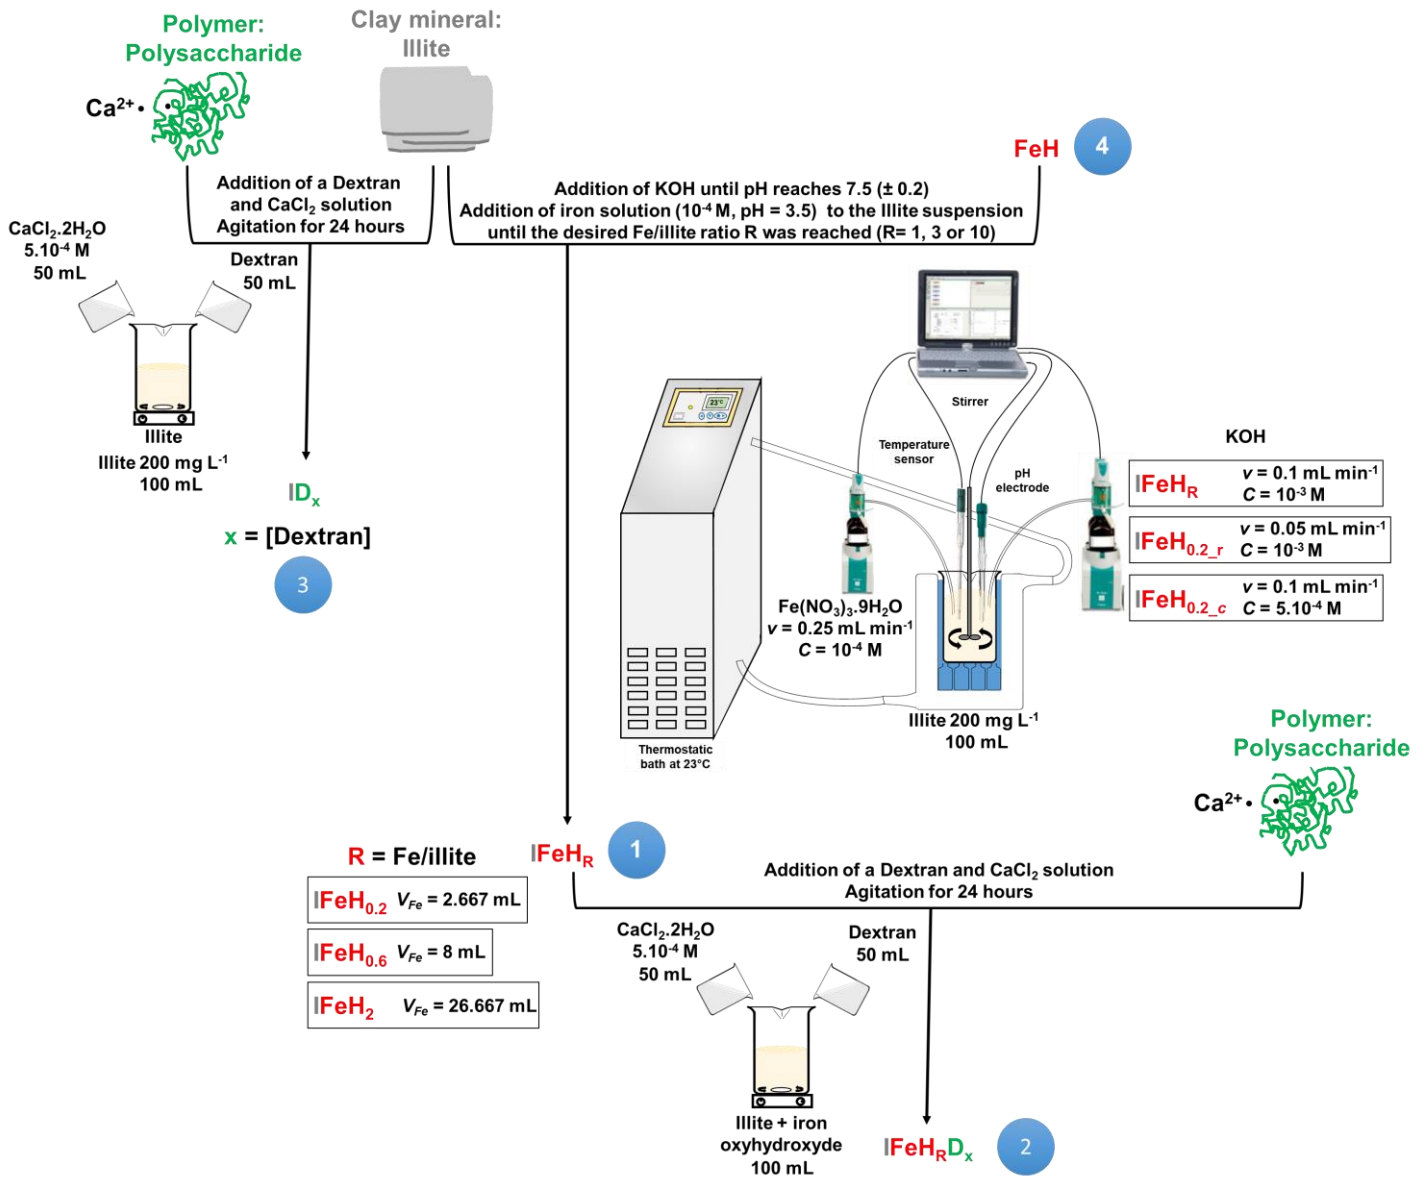 Polymer:
Polysaccharide
Ca²⁺
Clay mineral:
Illite
FeH
4
Addition of a Dextran
and CaCl₂ solution
Agitation for 24 hours
Addition of KOH until pH reaches 7.5 (± 0.2)
Addition of iron solution (10⁻⁴ M, pH = 3.5) to the Illite suspension
until the desired Fe/illite ratio R was reached (R= 1, 3 or 10)
CaCl₂.2H₂O
5.10⁻⁴ M
50 mL
Dextran
50 mL
Illite
Illite 200 mg L⁻¹
100 mL
IDₓ
x = [Dextran]
3
23°C
Stirrer
Temperature
sensor
pH
electrode
KOH
IFeH_R
v = 0.1 mL min⁻¹
C = 10⁻³ M
IFeH₀.₂_r
v = 0.05 mL min⁻¹
C = 10⁻³ M
IFeH₀.₂_c
v = 0.1 mL min⁻¹
C = 5.10⁻⁴ M
Fe(NO₃)₃.9H₂O
v = 0.25 mL min⁻¹
C = 10⁻⁴ M
Illite 200 mg L⁻¹
100 mL
Thermostatic
bath at 23°C
Polymer:
Polysaccharide
Ca²⁺
R = Fe/illite
IFeH_R
1
IFeH₀.₂ V_Fe = 2.667 mL
IFeH₀.₆ V_Fe = 8 mL
IFeH₂ V_Fe = 26.667 mL
Addition of a Dextran and CaCl₂ solution
Agitation for 24 hours
CaCl₂.2H₂O
5.10⁻⁴ M
50 mL
Dextran
50 mL
Illite + iron
oxyhydroxyde
100 mL
IFeH_RDₓ
2